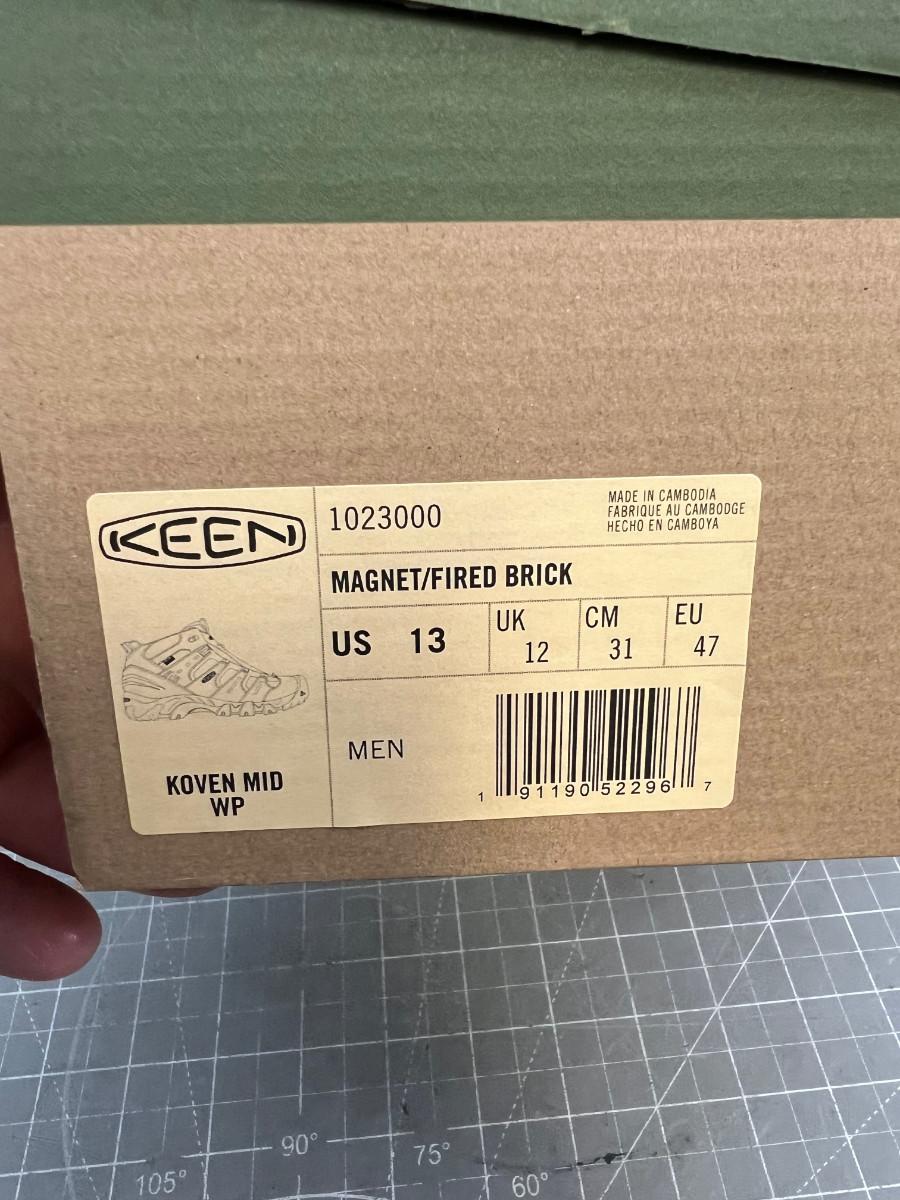 KEEN
KOVEN MID
WP
1023000
MADE IN CAMBODIA
FABRIQUE AU CAMBODGE
HECHO EN CAMBOYA
MAGNET/FIRED BRICK
US 13
UK
12
CM
31
EU
47
MEN
1 91190 52296 7
90°
75°
105°
60°